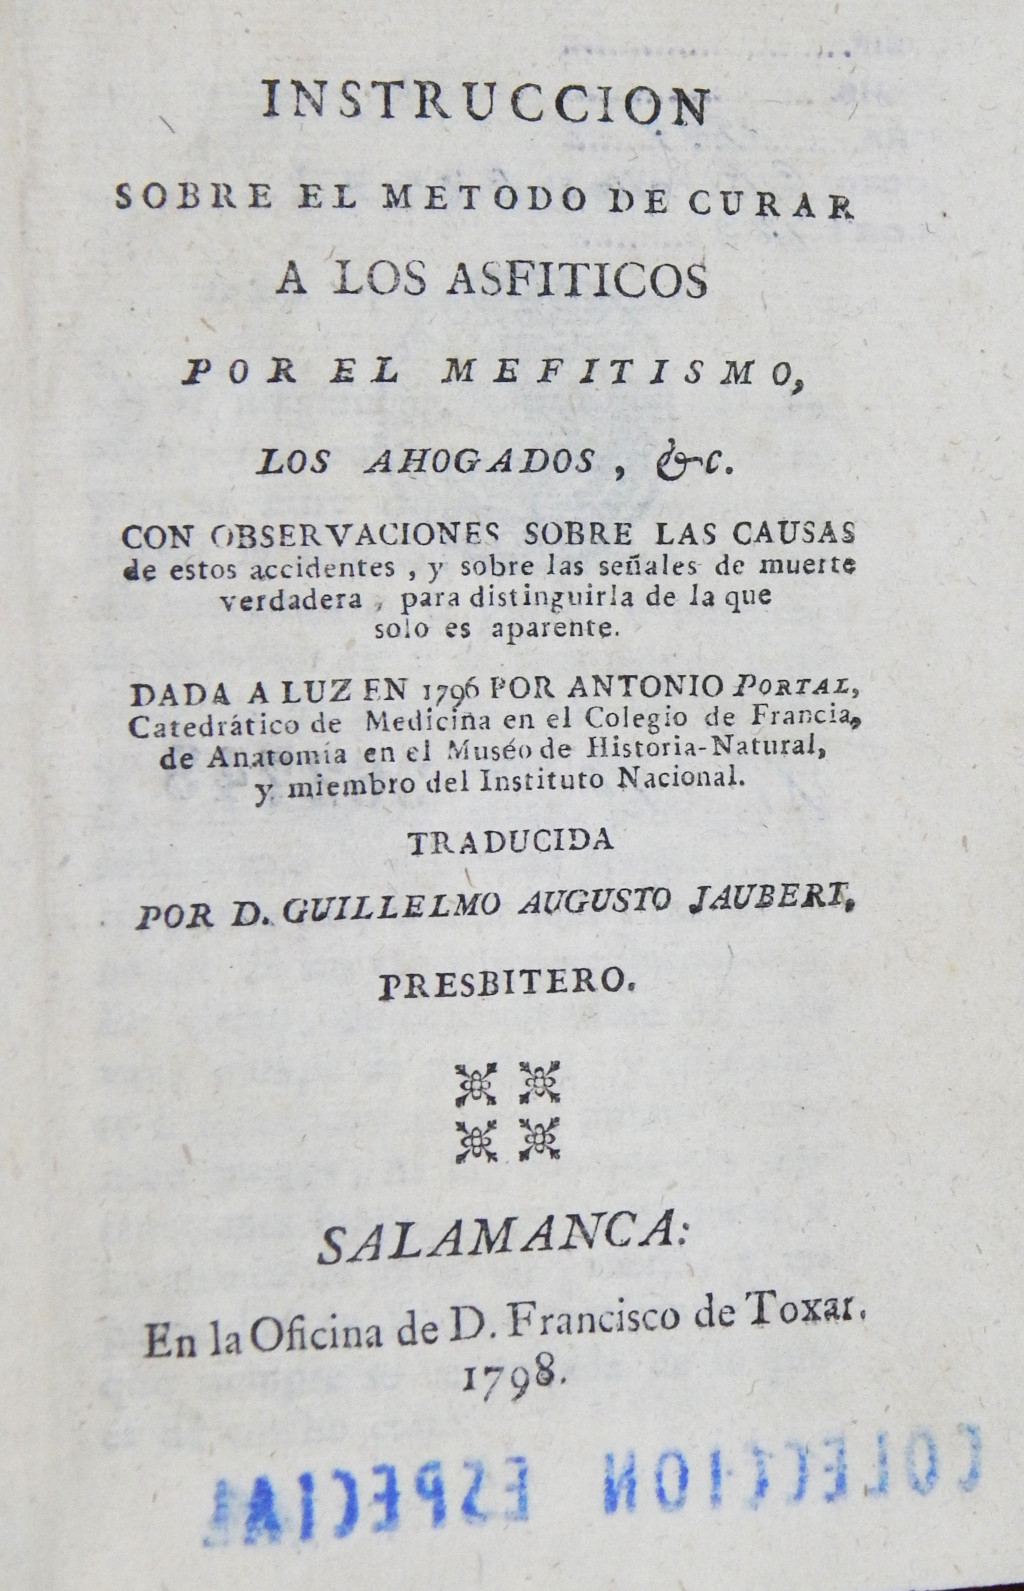 INSTRUCCION
SOBRE EL METODO DE CURAR
A LOS ASFITICOS
POR EL MEFITISMO,
LOS AHOGADOS, &c.
CON OBSERVACIONES SOBRE LAS CAUSAS
de estos accidentes, y sobre las señales de muerte
verdadera, para distinguirla de la que
solo es aparente.
DADA A LUZ EN 1796 POR ANTONIO PORTAL,
Catedrático de Medicina en el Colegio de Francia,
de Anatomía en el Muséo de Historia-Natural,
y miembro del Instituto Nacional.
TRADUCIDA
POR D. GUILLELMO AUGUSTO JAUBERT,
PRESBITERO.
SALAMANCA:
En la Oficina de D. Francisco de Toxar.
1798.
COLECCION ESPECIAL